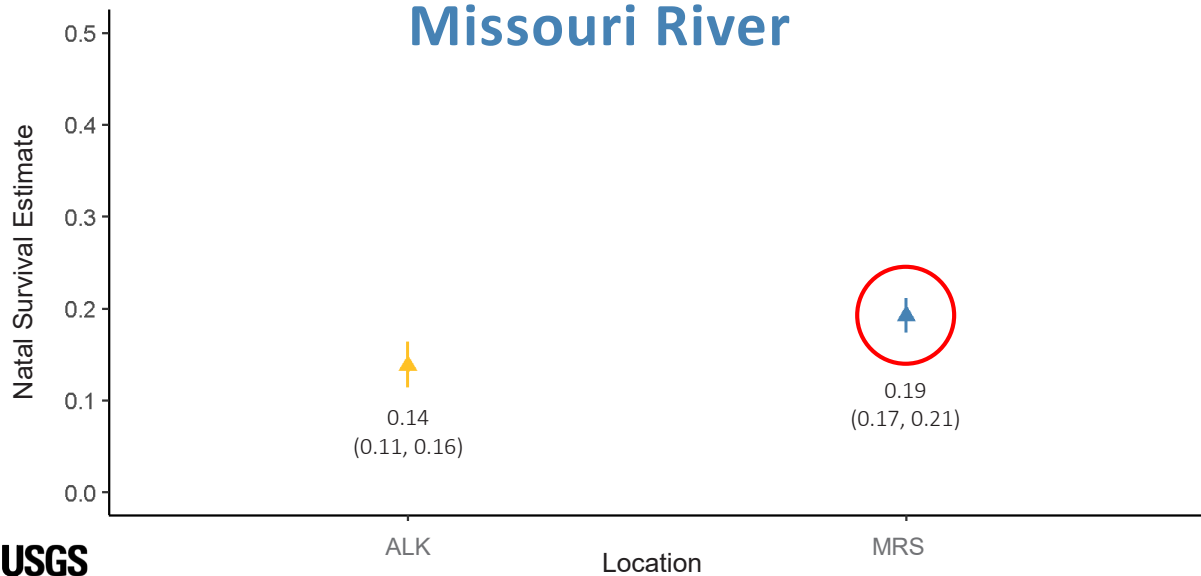 Missouri River
Natal Survival Estimate
0.5
0.4
0.3
0.2
0.1
0.0
0.14
(0.11, 0.16)
0.19
(0.17, 0.21)
ALK
MRS
Location
USGS